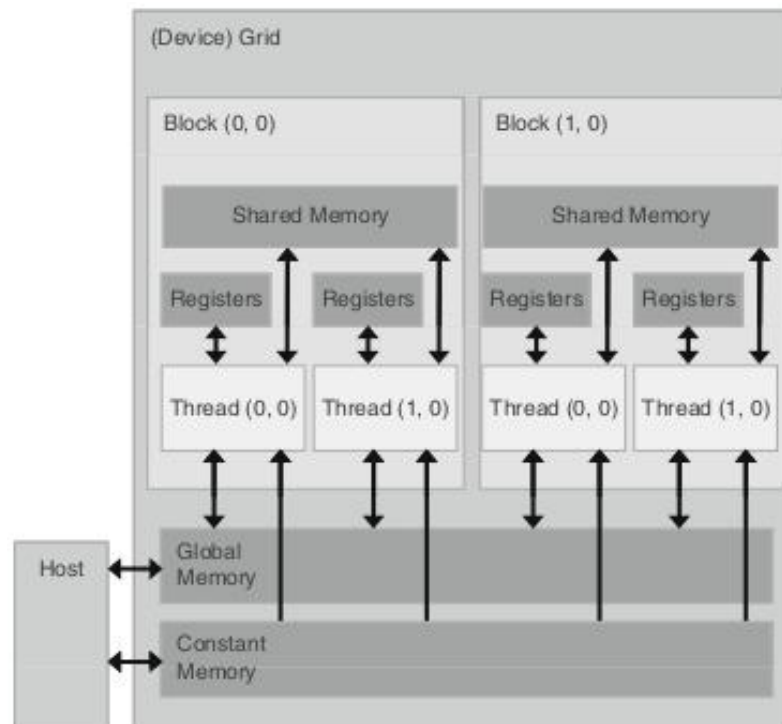 (Device) Grid
Block (0, 0)
Block (1, 0)
Shared Memory
Shared Memory
Registers
Registers
Registers
Registers
Thread (0, 0)
Thread (1, 0)
Thread (0, 0)
Thread (1, 0)
Host
Global
Memory
Constant
Memory